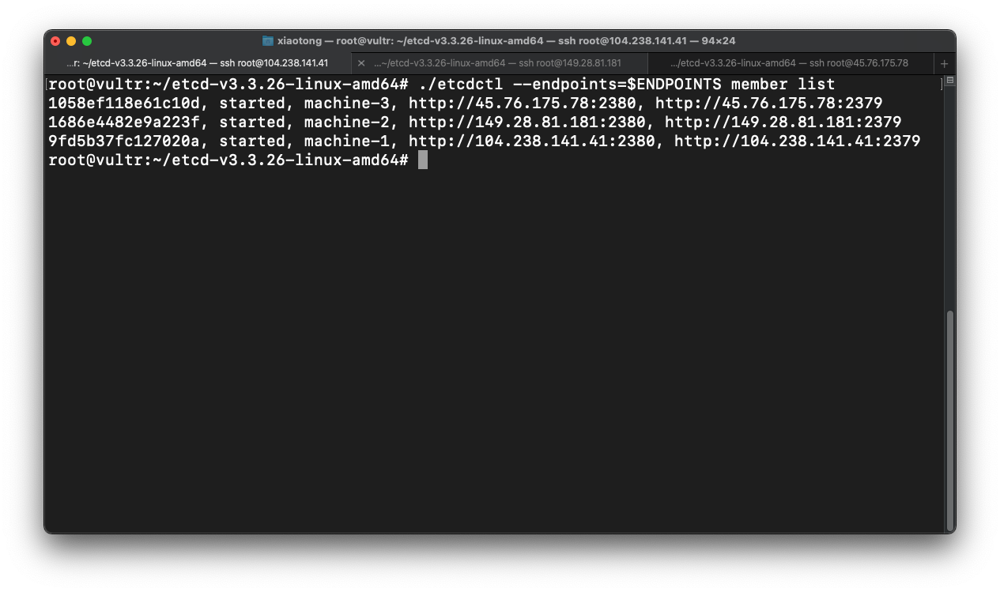 xiaotong — root@vultr: ~/etcd-v3.3.26-linux-amd64 — ssh root@104.238.141.41 — 94×24
...r: ~/etcd-v3.3.26-linux-amd64 — ssh root@104.238.141.41
...~/etcd-v3.3.26-linux-amd64 — ssh root@149.28.81.181
.../etcd-v3.3.26-linux-amd64 — ssh root@45.76.175.78
[root@vultr:~/etcd-v3.3.26-linux-amd64# ./etcdctl --endpoints=$ENDPOINTS member list ]
1058ef118e61c10d, started, machine-3, http://45.76.175.78:2380, http://45.76.175.78:2379
1686e4482e9a223f, started, machine-2, http://149.28.81.181:2380, http://149.28.81.181:2379
9fd5b37fc127020a, started, machine-1, http://104.238.141.41:2380, http://104.238.141.41:2379
root@vultr:~/etcd-v3.3.26-linux-amd64#